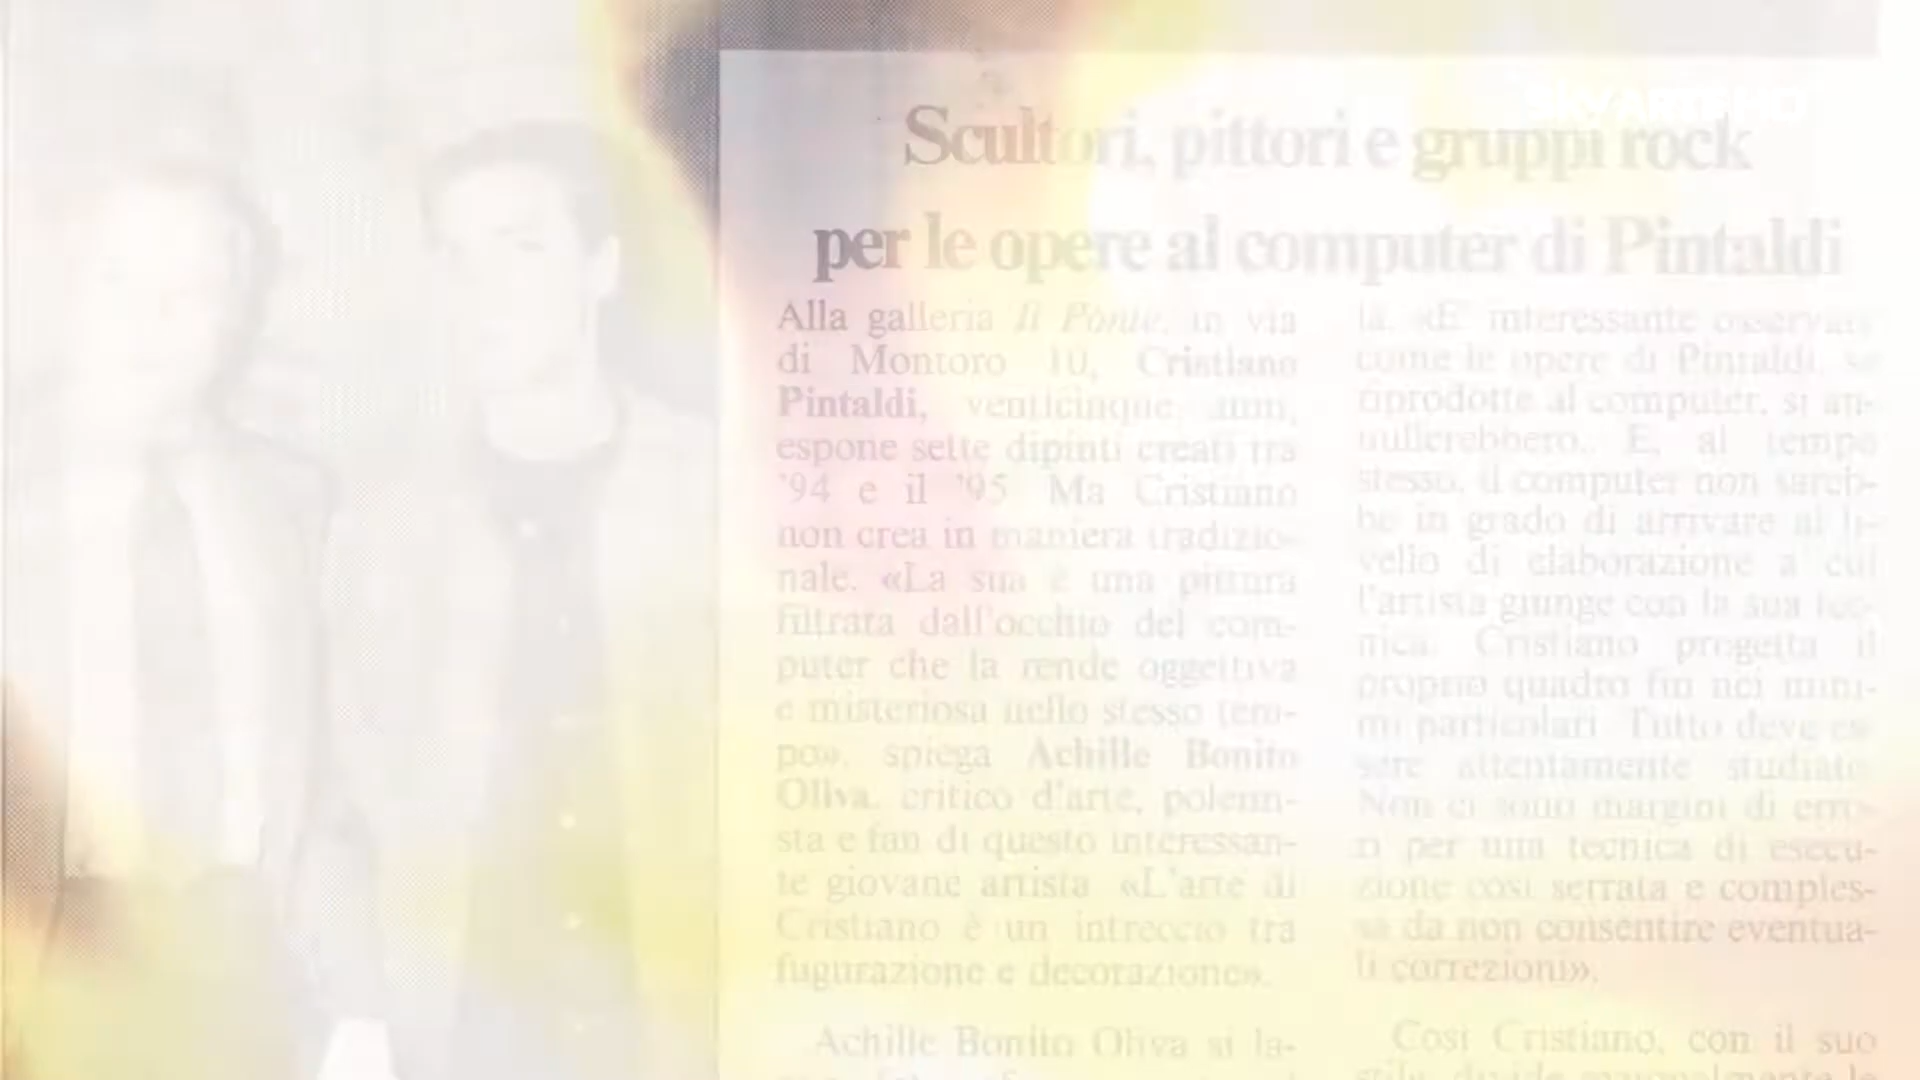 SKY ARTE HD
Scultori, pittori e gruppi rock
per le opere al computer di Pintaldi
Alla galleria Il Ponte, in via
di Montoro 10, Cristiano
Pintaldi, venticinque anni,
espone sette dipinti creati tra
'94 e il '95 Ma Cristiano
non crea in maniera tradizio-
nale. «La sua è una pittura
filtrata dall'occhio del com-
puter che la rende oggettiva
e misteriosa nello stesso tem-
po», spiega Achille Bonito
Oliva, critico d'arte, polemi-
sta e fan di questo interessan-
te giovane artista «L'arte di
Cristiano è un intreccio tra
fugurazione e decorazione».
Achille Bonito Oliva si la-
la. «E' interessante osservare
come le opere di Pintaldi, se
riprodotte al computer, si an-
nullerebbero. E, al tempo
stesso, il computer non sareb-
be in grado di arrivare al li-
vello di elaborazione a cui
l'artista giunge con la sua tec-
nica. Cristiano progetta il
proprio quadro fin nei mini-
mi particolari. Tutto deve es-
sere attentamente studiato.
Non ci sono margini di erro-
ri per una tecnica di esecu-
zione così serrata e comples-
sa da non consentire eventua-
li correzioni».
Così Cristiano, con il suo